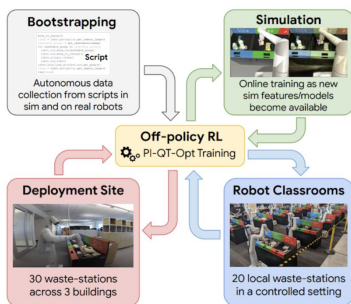 Bootstrapping
Script
Autonomous data
collection from scripts in
sim and on real robots
Simulation
Online training as new
sim features/models
become available
Off-policy RL
PI-QT-Opt Training
Deployment Site
30 waste-stations
across 3 buildings
Robot Classrooms
20 local waste-stations
in a controlled setting